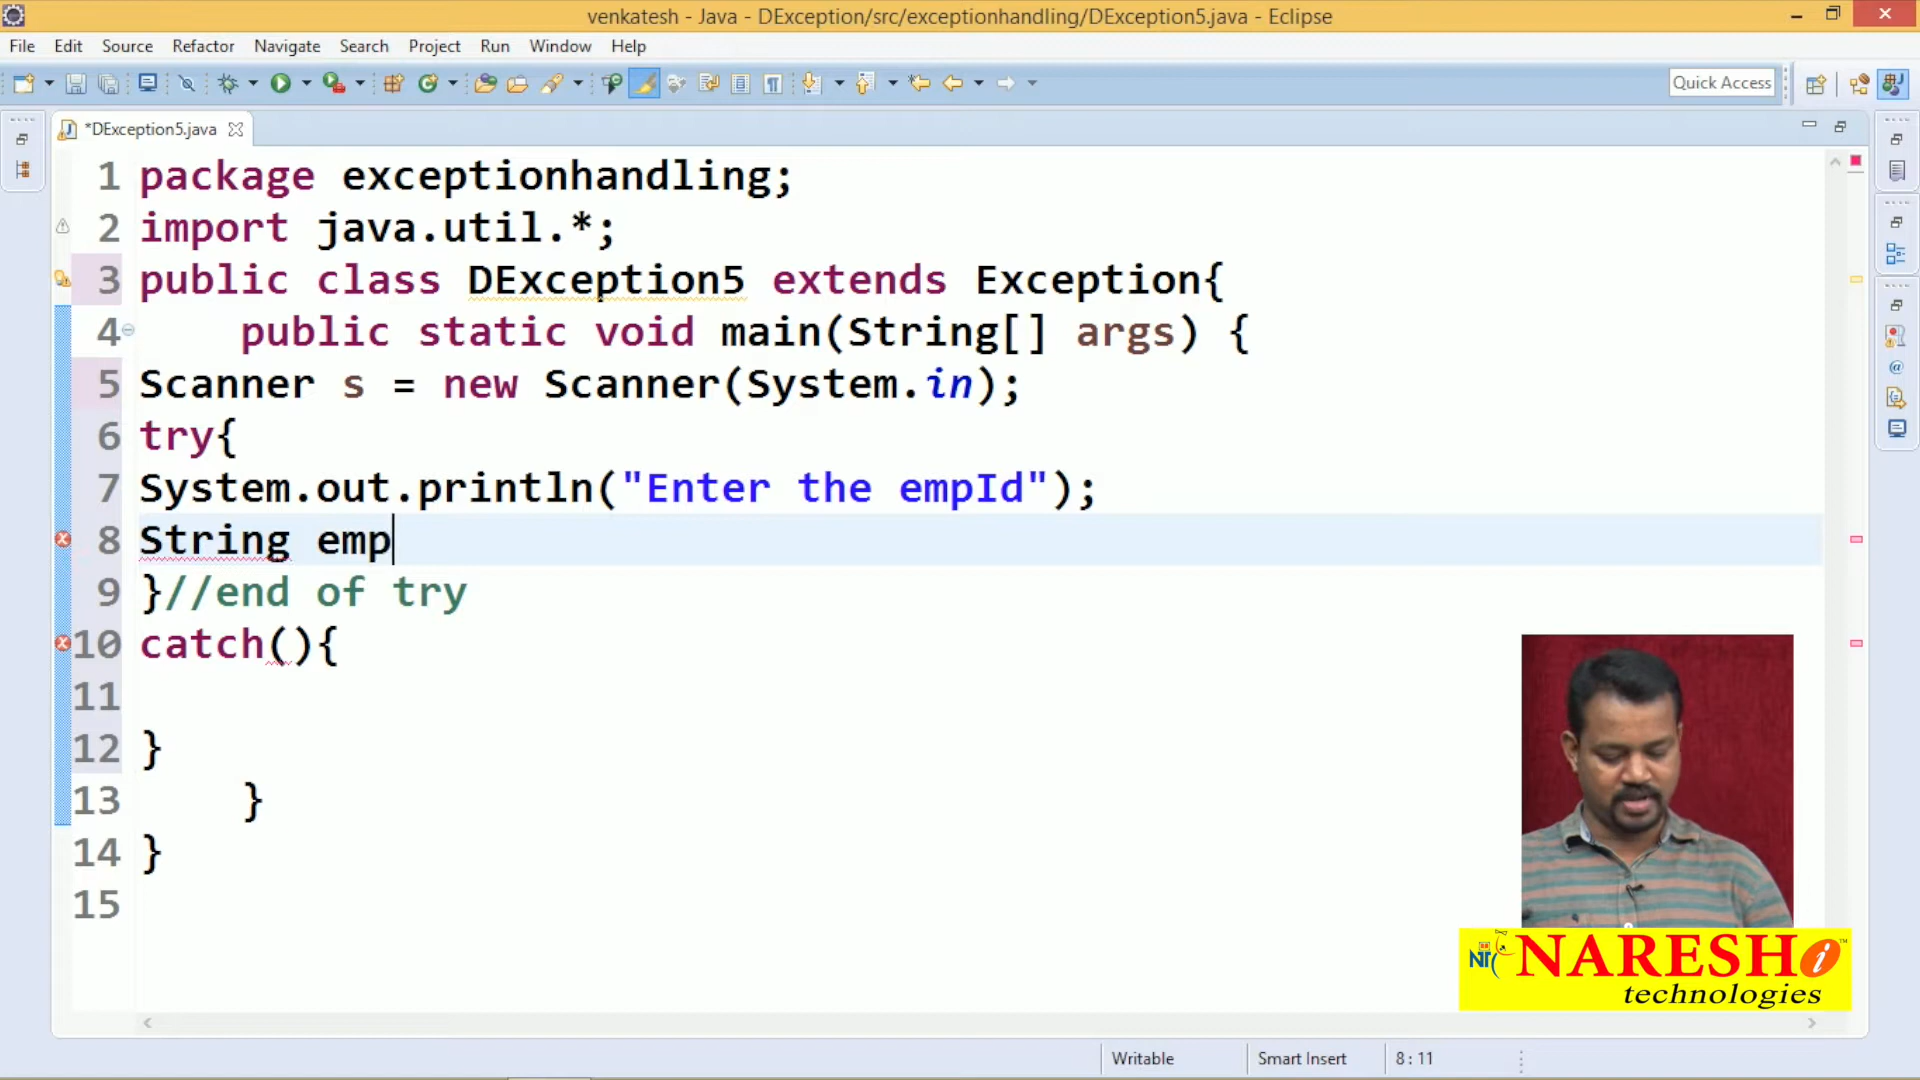 venkatesh - Java - DException/src/exceptionhandling/DException5.java - Eclipse
File Edit Source Refactor Navigate Search Project Run Window Help
Quick Access
*DException5.java
1 package exceptionhandling;
2 import java.util.*;
3 public class DException5 extends Exception{
4 public static void main(String[] args) {
5 Scanner s = new Scanner(System.in);
6 try{
7 System.out.println("Enter the empId");
8 String emp
9 }//end of try
10 catch(){
11
12 }
13 }
14 }
15
NARESH i
technologies
Writable Smart Insert 8 : 11